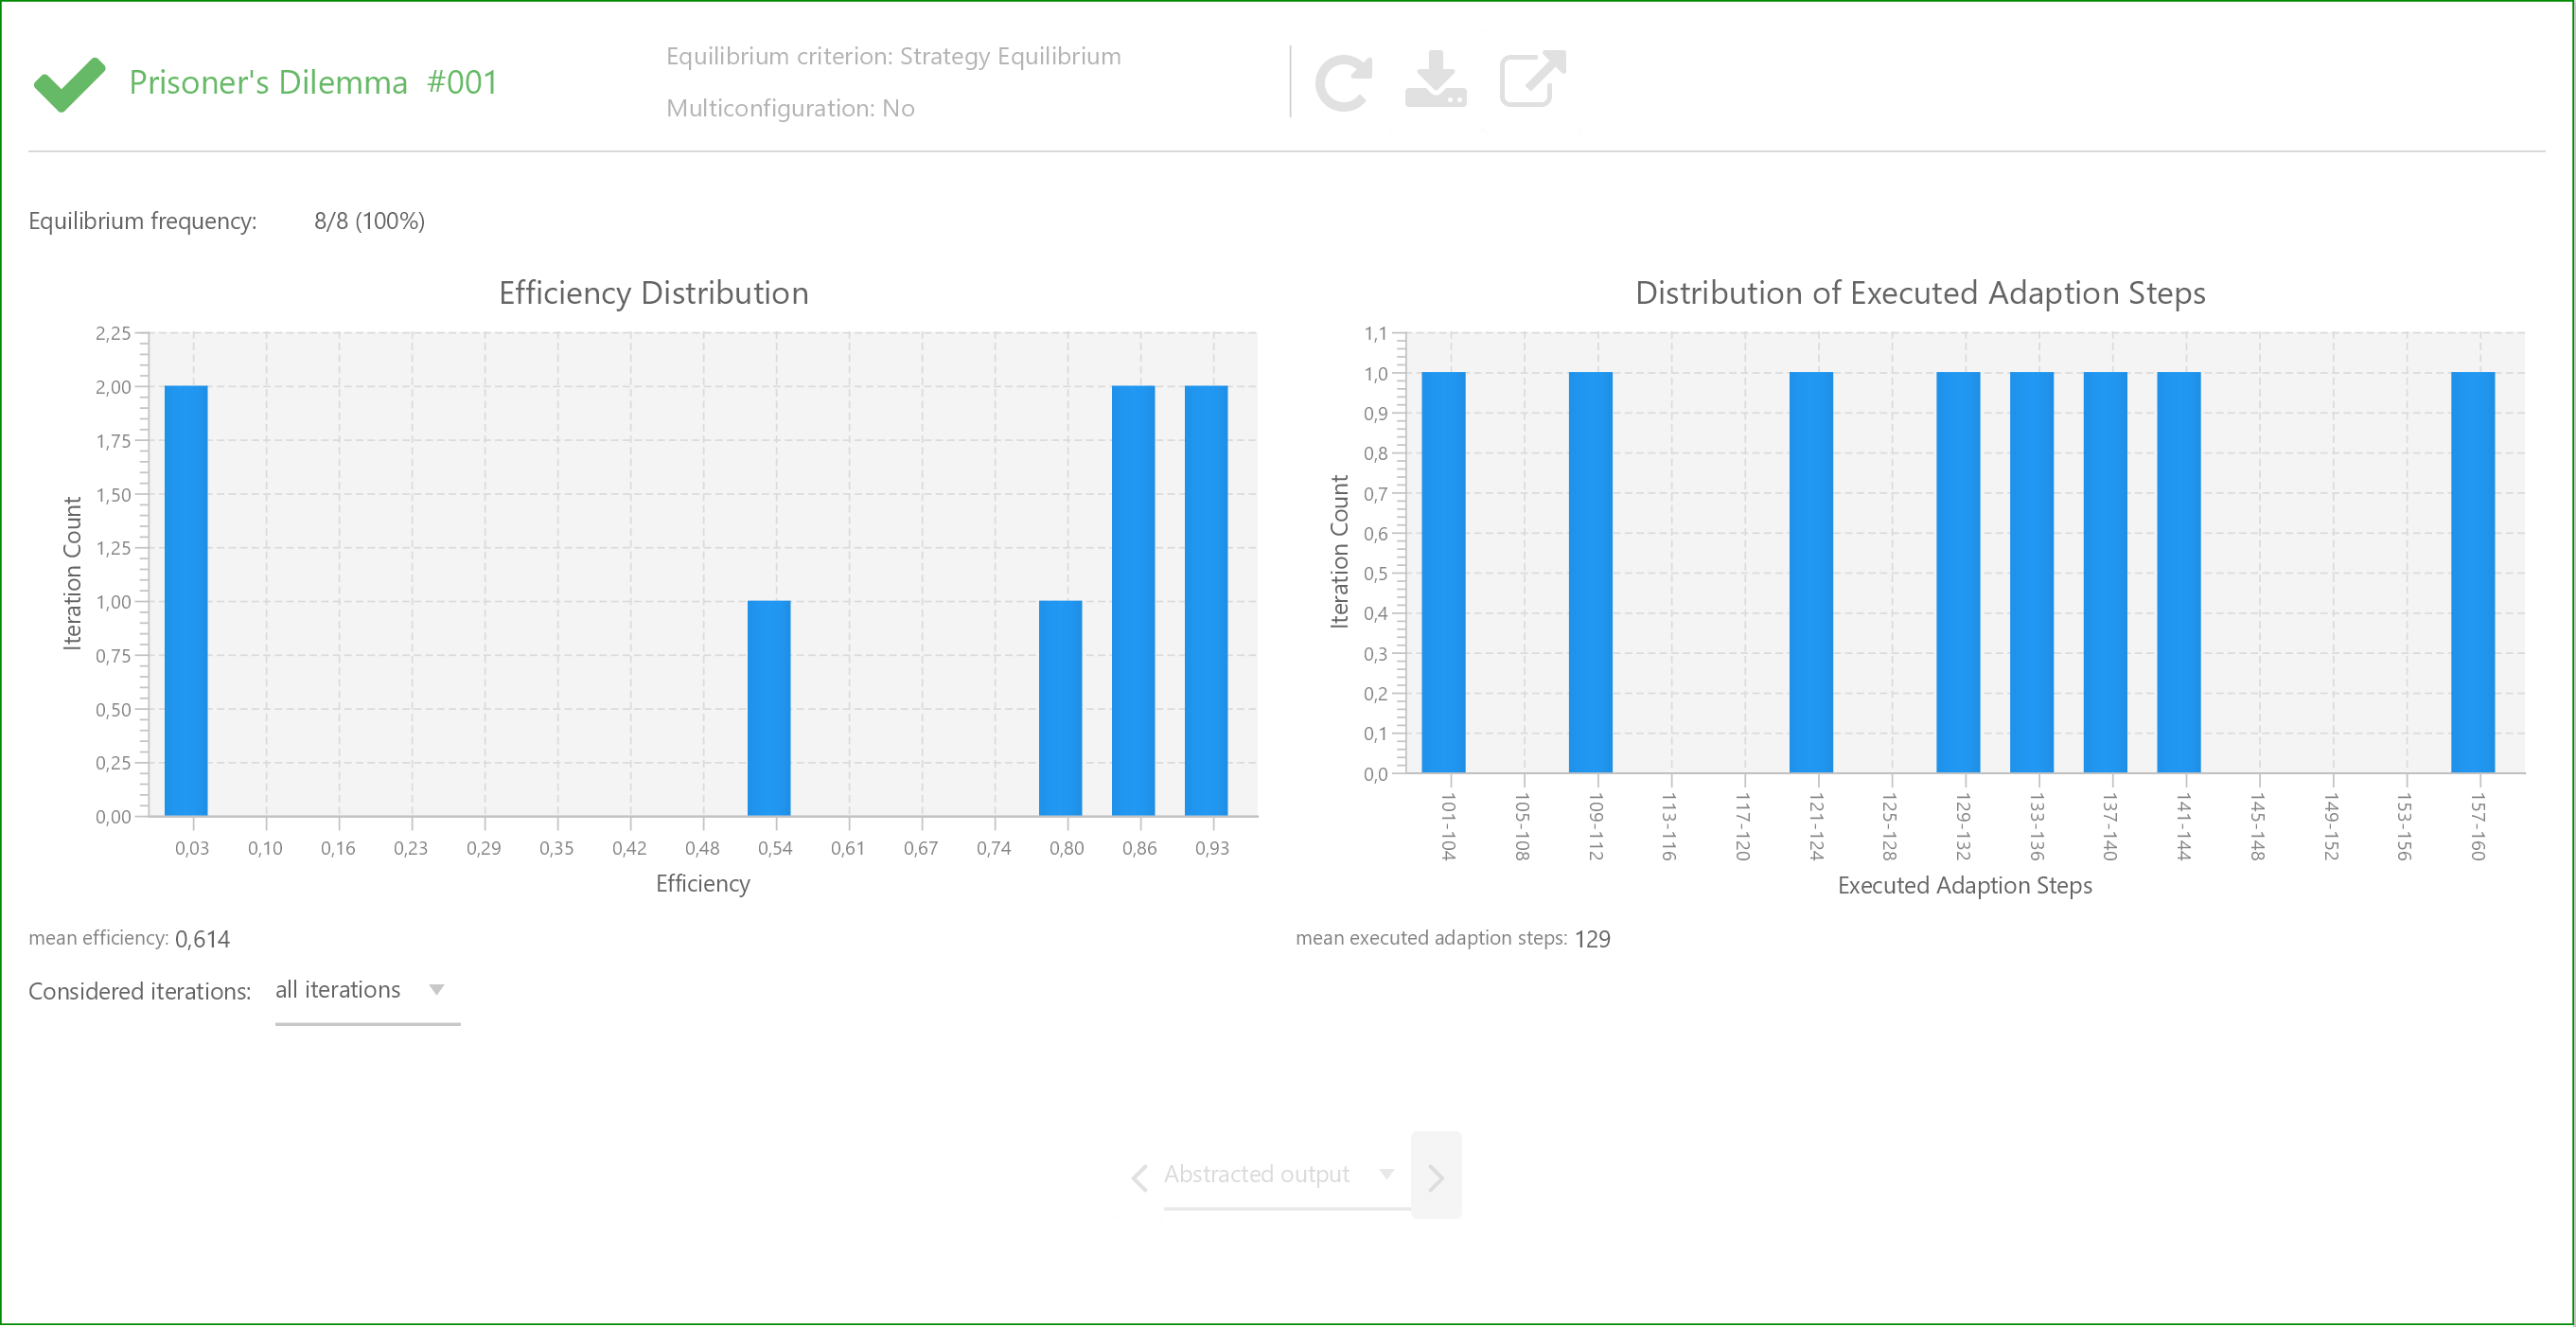 Prisoner's Dilemma #001
Equilibrium criterion: Strategy Equilibrium
Multiconfiguration: No
Equilibrium frequency: 8/8 (100%)
Efficiency Distribution
2,25
2,00
1,75
1,50
1,25
1,00
0,75
0,50
0,25
0,00
Iteration Count
0,03 0,10 0,16 0,23 0,29 0,35 0,42 0,48 0,54 0,61 0,67 0,74 0,80 0,86 0,93
Efficiency
mean efficiency: 0,614
Distribution of Executed Adaption Steps
1,1
1,0
0,9
0,8
0,7
0,6
0,5
0,4
0,3
0,2
0,1
0,0
Iteration Count
101-104
105-108
109-112
113-116
117-120
121-124
125-128
129-132
133-136
137-140
141-144
145-148
149-152
153-156
157-160
Executed Adaption Steps
mean executed adaption steps: 129
Considered iterations: all iterations
Abstracted output